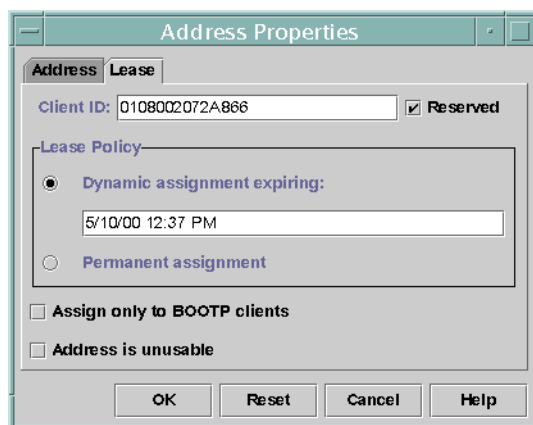 Address Properties
Address Lease
Client ID: 0108002072A866 Reserved
Lease Policy
Dynamic assignment expiring:
5/10/00 12:37 PM
Permanent assignment
Assign only to BOOTP clients
Address is unusable
OK Reset Cancel Help